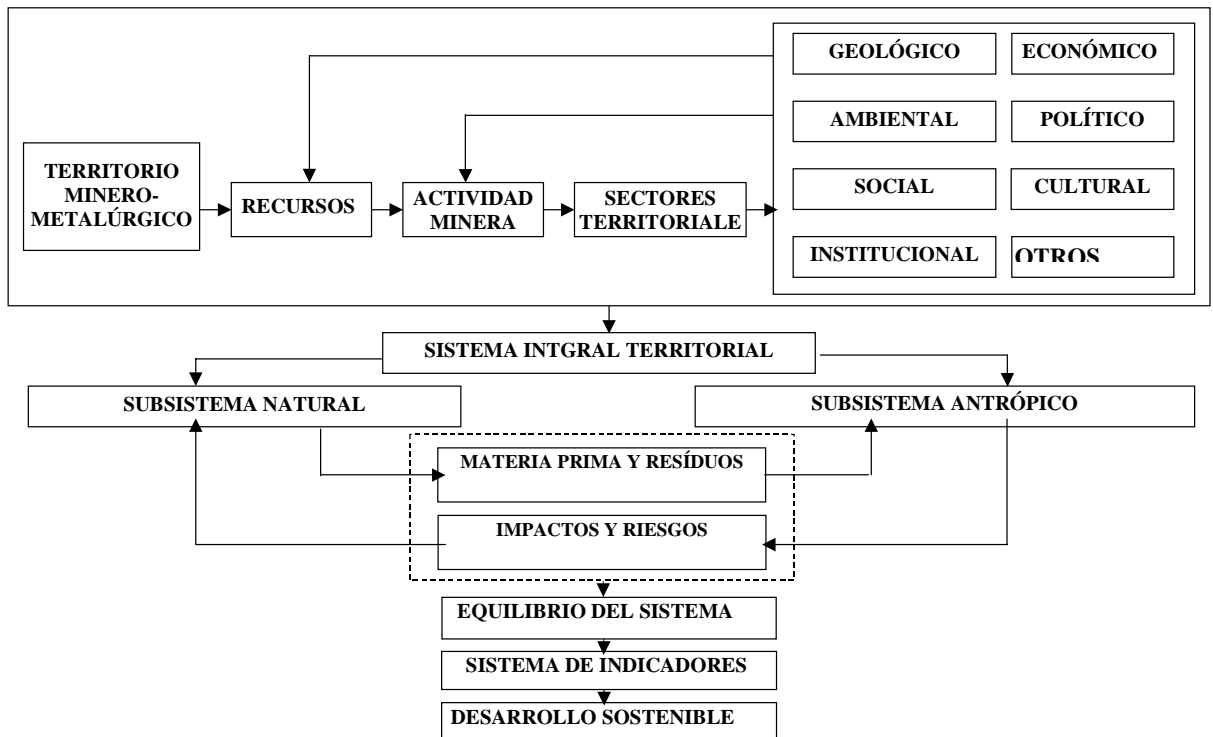 GEOLÓGICO
ECONÓMICO
AMBIENTAL
POLÍTICO
TERRITORIO
MINERO-
METALÚRGICO
RECURSOS
ACTIVIDAD
MINERA
SECTORES
TERRITORIALE
SOCIAL
CULTURAL
INSTITUCIONAL
OTROS
SISTEMA INTGRAL TERRITORIAL
SUBSISTEMA NATURAL
SUBSISTEMA ANTRÓPICO
MATERIA PRIMA Y RESÍDUOS
IMPACTOS Y RIESGOS
EQUILIBRIO DEL SISTEMA
SISTEMA DE INDICADORES
DESARROLLO SOSTENIBLE